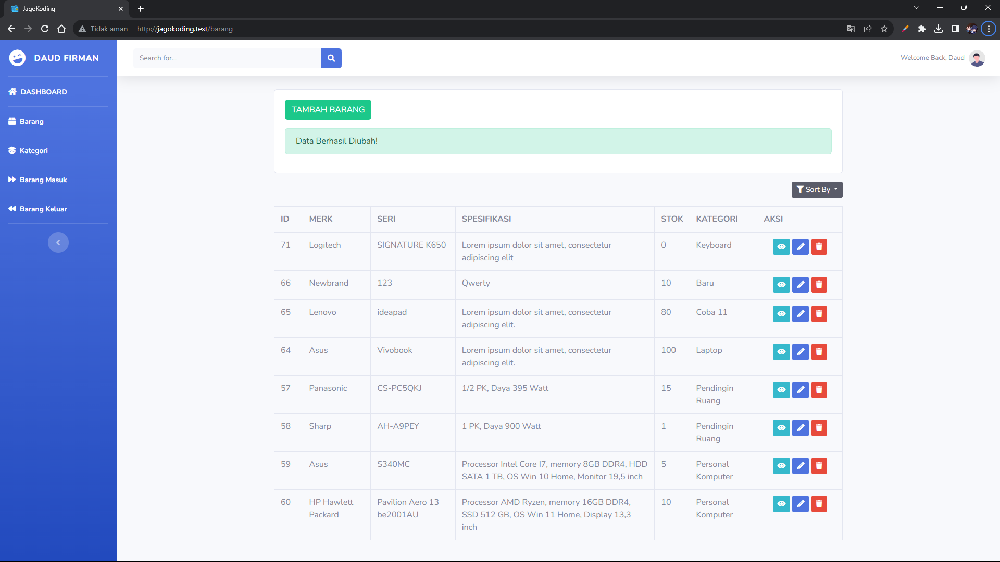 JagoKoding
Tidak aman
http://jagokoding.test/barang
DAUD FIRMAN
Search for...
Welcome Back, Daud
DASHBOARD
Barang
Kategori
Barang Masuk
Barang Keluar
TAMBAH BARANG
Data Berhasil Diubah!
Sort By
ID MERK SERI SPESIFIKASI STOK KATEGORI AKSI
71 Logitech SIGNATURE K650 Lorem ipsum dolor sit amet, consectetur 0 Keyboard
adipiscing elit
66 Newbrand 123 Qwerty 10 Baru
65 Lenovo ideapad Lorem ipsum dolor sit amet, consectetur 80 Coba 11
adipiscing elit.
64 Asus Vivobook Lorem ipsum dolor sit amet, consectetur 100 Laptop
adipiscing elit.
57 Panasonic CS-PC5QKJ 1/2 PK, Daya 395 Watt 15 Pendingin
Ruang
58 Sharp AH-A9PEY 1 PK, Daya 900 Watt 1 Pendingin
Ruang
59 Asus S340MC Processor Intel Core I7, memory 8GB DDR4, HDD 5 Personal
SATA 1 TB, OS Win 10 Home, Monitor 19,5 inch Komputer
60 HP Hawlett Pavilion Aero 13 Processor AMD Ryzen, memory 16GB DDR4, 10 Personal
Packard be2001AU SSD 512 GB, OS Win 11 Home, Display 13,3 Komputer
inch